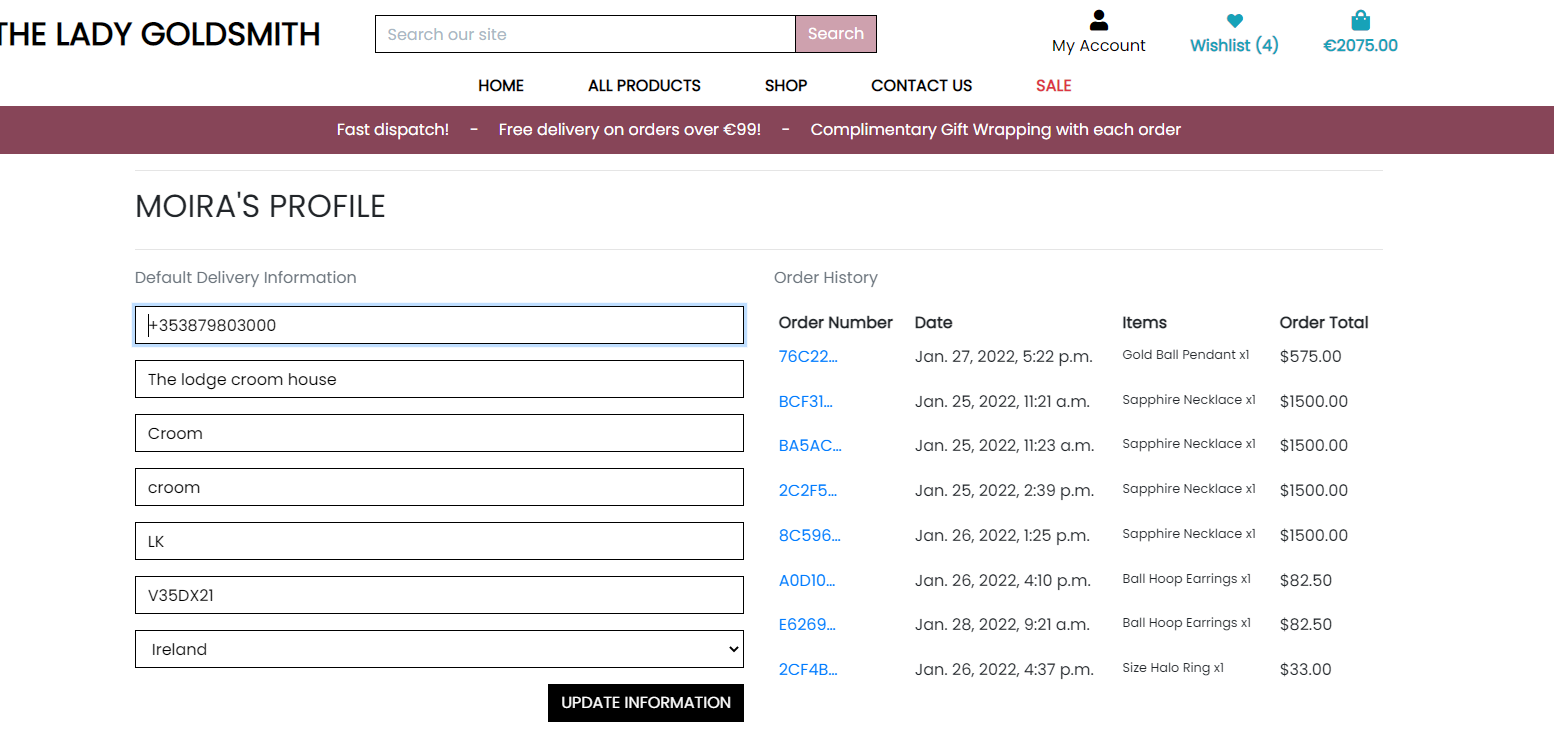 THE LADY GOLDSMITH
Search our site
Search
My Account
Wishlist (4)
€2075.00
HOME ALL PRODUCTS SHOP CONTACT US SALE
Fast dispatch! - Free delivery on orders over €99! - Complimentary Gift Wrapping with each order
MOIRA'S PROFILE
Default Delivery Information
+353879803000
The lodge croom house
Croom
croom
LK
V35DX21
Ireland
UPDATE INFORMATION
Order History
Order Number Date Items Order Total
76C22... Jan. 27, 2022, 5:22 p.m. Gold Ball Pendant x1 $575.00
BCF31... Jan. 25, 2022, 11:21 a.m. Sapphire Necklace x1 $1500.00
BA5AC... Jan. 25, 2022, 11:23 a.m. Sapphire Necklace x1 $1500.00
2C2F5... Jan. 25, 2022, 2:39 p.m. Sapphire Necklace x1 $1500.00
8C596... Jan. 26, 2022, 1:25 p.m. Sapphire Necklace x1 $1500.00
A0D10... Jan. 26, 2022, 4:10 p.m. Ball Hoop Earrings x1 $82.50
E6269... Jan. 28, 2022, 9:21 a.m. Ball Hoop Earrings x1 $82.50
2CF4B... Jan. 26, 2022, 4:37 p.m. Size Halo Ring x1 $33.00